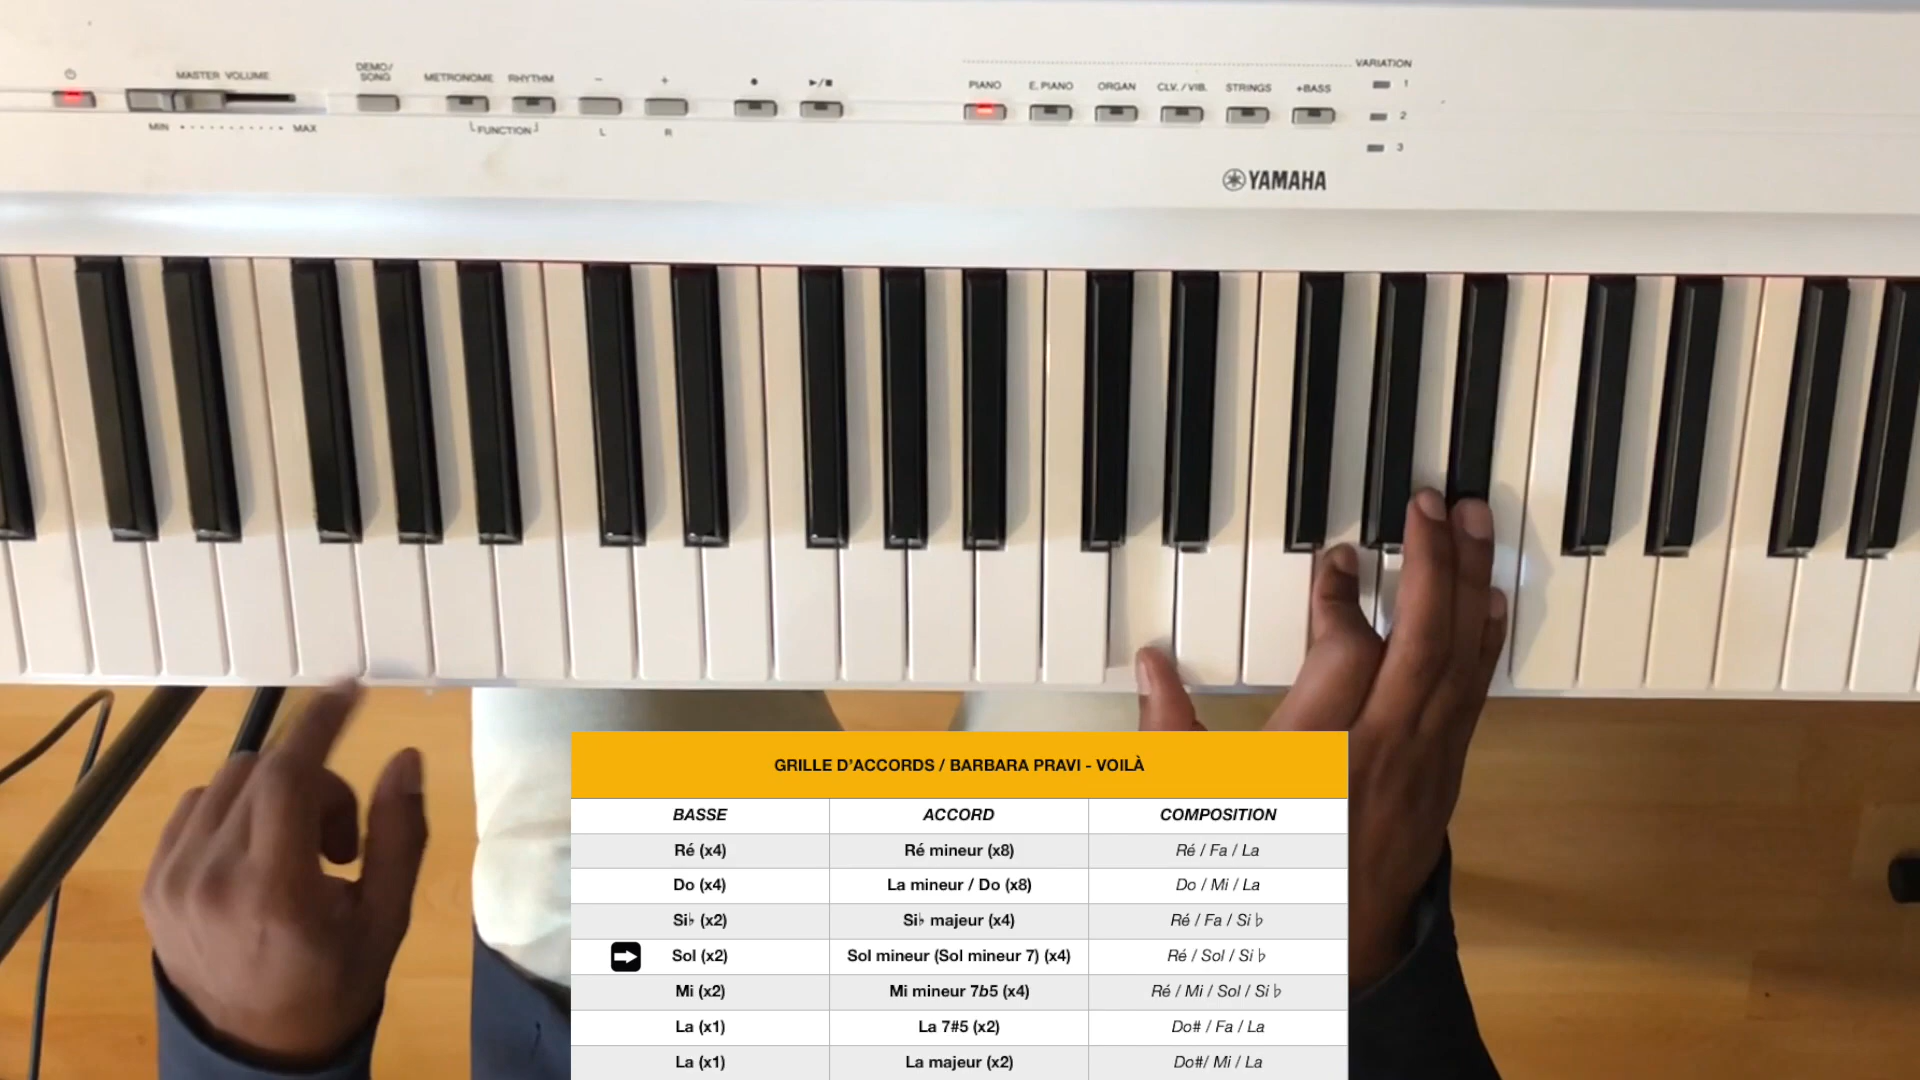 DEMO/
SONG
MASTER VOLUME
METRONOME RHYTHM - +
MIN MAX
FUNCTION
L R
PIANO E. PIANO ORGAN CLV. / VIB. STRINGS +BASS
VARIATION
1
2
3
YAMAHA
GRILLE D'ACCORDS / BARBARA PRAVI - VOILÀ
BASSE ACCORD COMPOSITION
Ré (x4) Ré mineur (x8) Ré / Fa / La
Do (x4) La mineur / Do (x8) Do / Mi / La
Si♭ (x2) Si♭ majeur (x4) Ré / Fa / Si ♭
Sol (x2) Sol mineur (Sol mineur 7) (x4) Ré / Sol / Si ♭
Mi (x2) Mi mineur 7b5 (x4) Ré / Mi / Sol / Si ♭
La (x1) La 7#5 (x2) Do# / Fa / La
La (x1) La majeur (x2) Do#/ Mi / La